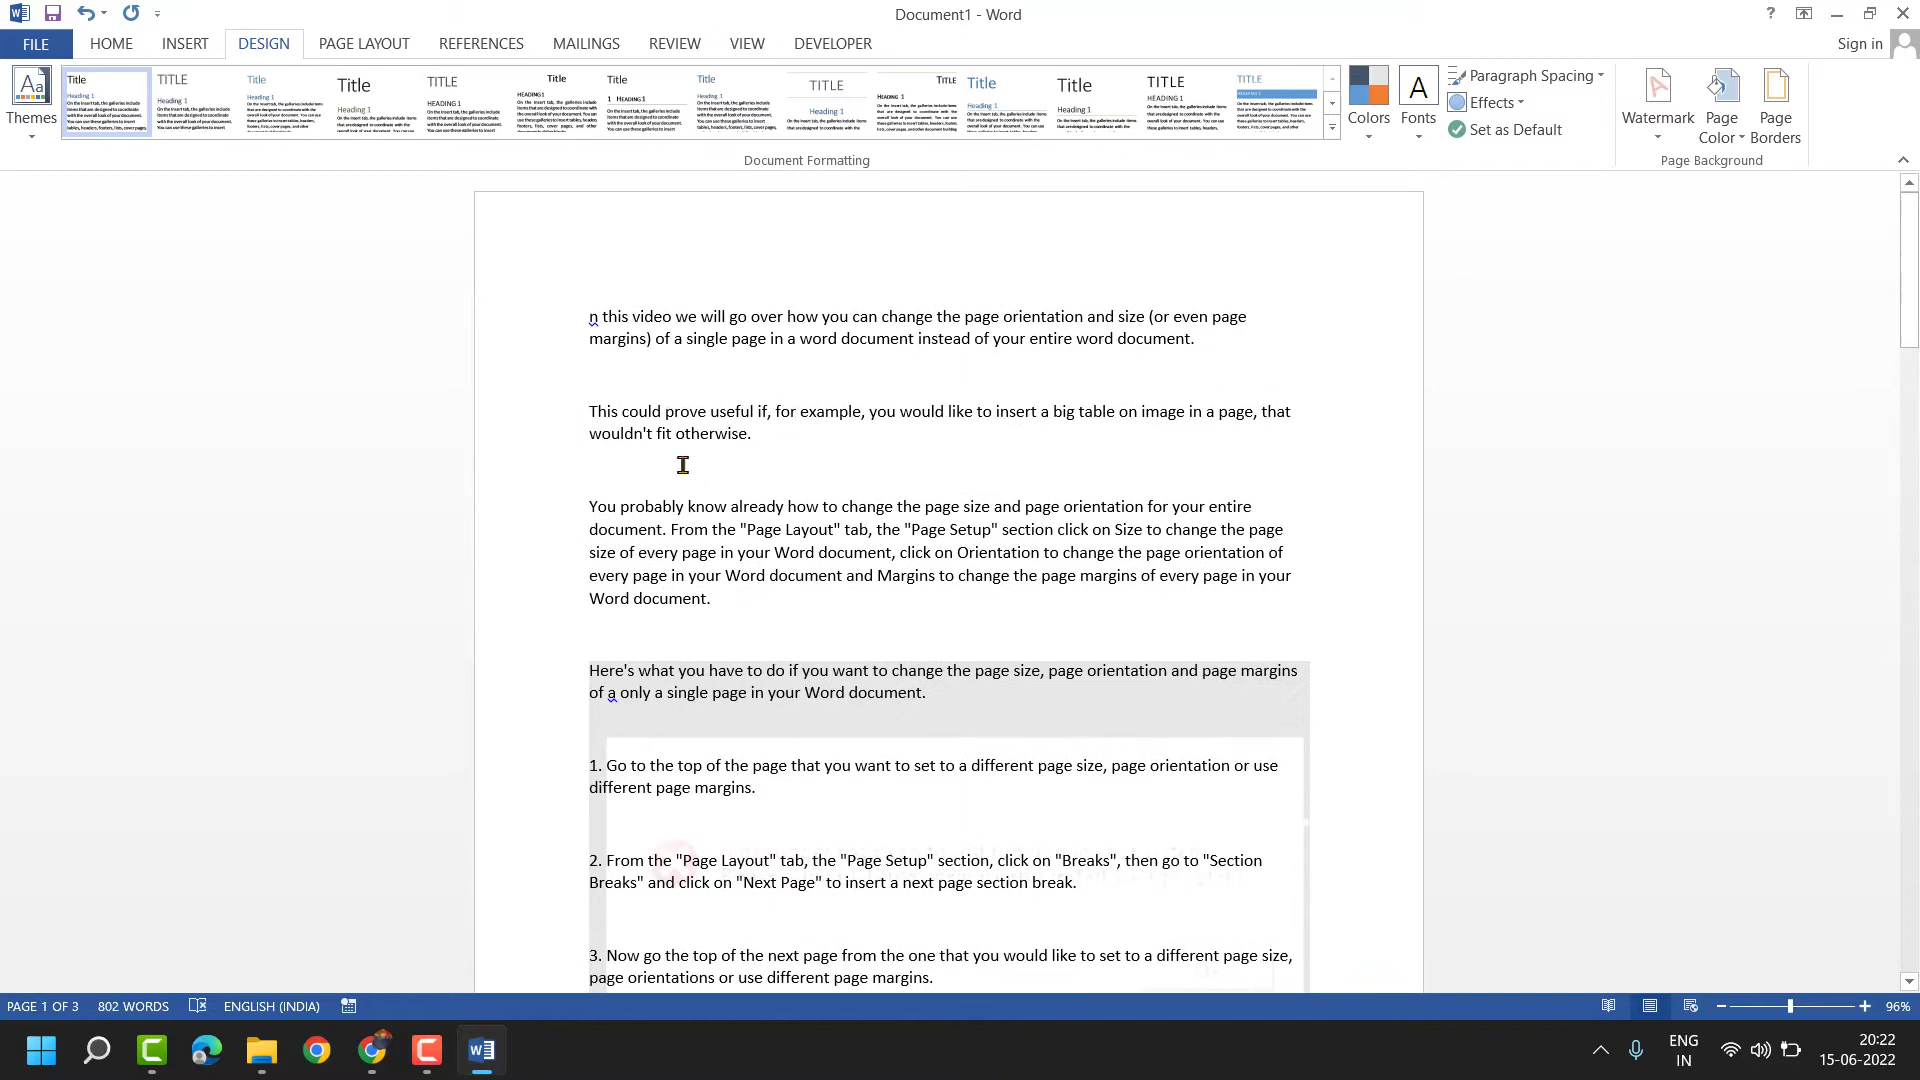 Document1 - Word
?
FILE
HOME
INSERT
DESIGN
PAGE LAYOUT
REFERENCES
MAILINGS
REVIEW
VIEW
DEVELOPER
Sign in
Themes
Colors
Fonts
Paragraph Spacing
Effects
Set as Default
Watermark
Page Color
Page Borders
Document Formatting
Page Background
n this video we will go over how you can change the page orientation and size (or even page
margins) of a single page in a word document instead of your entire word document.
This could prove useful if, for example, you would like to insert a big table on image in a page, that
wouldn't fit otherwise.
You probably know already how to change the page size and page orientation for your entire
document. From the "Page Layout" tab, the "Page Setup" section click on Size to change the page
size of every page in your Word document, click on Orientation to change the page orientation of
every page in your Word document and Margins to change the page margins of every page in your
Word document.
Here's what you have to do if you want to change the page size, page orientation and page margins
of a only a single page in your Word document.
1. Go to the top of the page that you want to set to a different page size, page orientation or use
different page margins.
2. From the "Page Layout" tab, the "Page Setup" section, click on "Breaks", then go to "Section
Breaks" and click on "Next Page" to insert a next page section break.
3. Now go the top of the next page from the one that you would like to set to a different page size,
page orientations or use different page margins.
PAGE 1 OF 3
802 WORDS
ENGLISH (INDIA)
96%
ENG
IN
20:22
15-06-2022